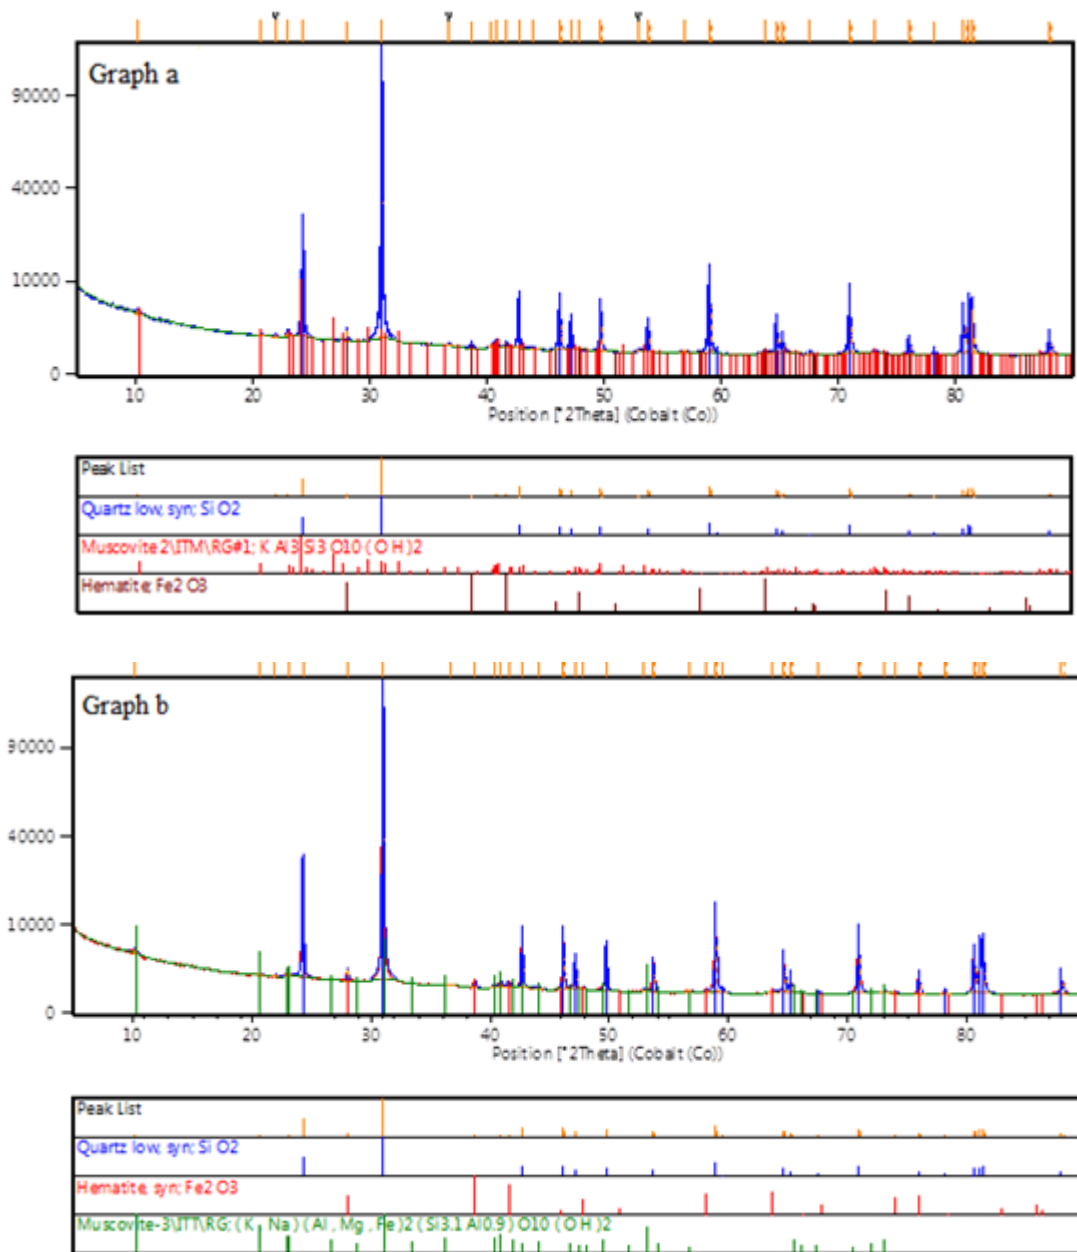 Graph a
90000
40000
10000
0
10 20 30 40 50 60 70 80
Position [°2Theta] (Cobalt (Co))
Peak List
Quartz low, syn; Si O2
Muscovite 2\ITM\RG#1; K Al3 Si3 O10 ( O H )2
Hematite; Fe2 O3
Graph b
90000
40000
10000
0
10 20 30 40 50 60 70 80
Position [°2Theta] (Cobalt (Co))
Peak List
Quartz low, syn; Si O2
Hematite, syn; Fe2 O3
Muscovite-3\ITT\RG; ( K , Na ) ( Al , Mg , Fe )2 ( Si3.1 Al0.9 ) O10 ( O H )2